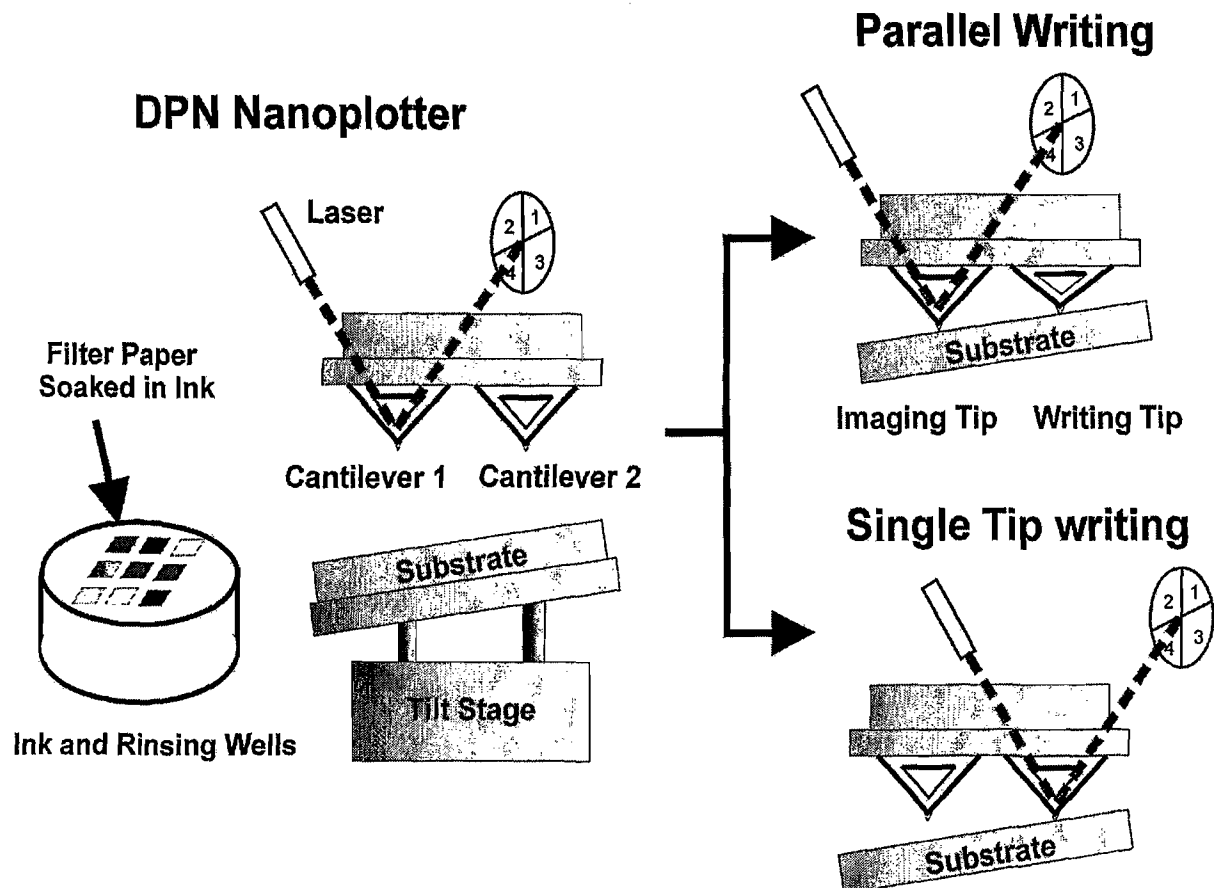 Parallel Writing
DPN Nanoplotter
Laser
2 1
4 3
2 1
4 3
Filter Paper
Soaked in Ink
Substrate
Imaging Tip Writing Tip
Cantilever 1 Cantilever 2
Single Tip writing
Substrate
2 1
4 3
Tilt Stage
Ink and Rinsing Wells
Substrate